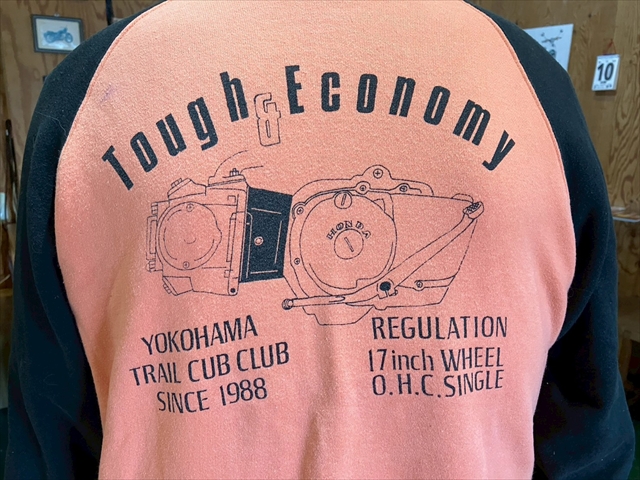 Tough & Economy
HONDA
YOKOHAMA
TRAIL CUB CLUB
SINCE 1988
REGULATION
17inch WHEEL
O.H.C. SINGLE
10